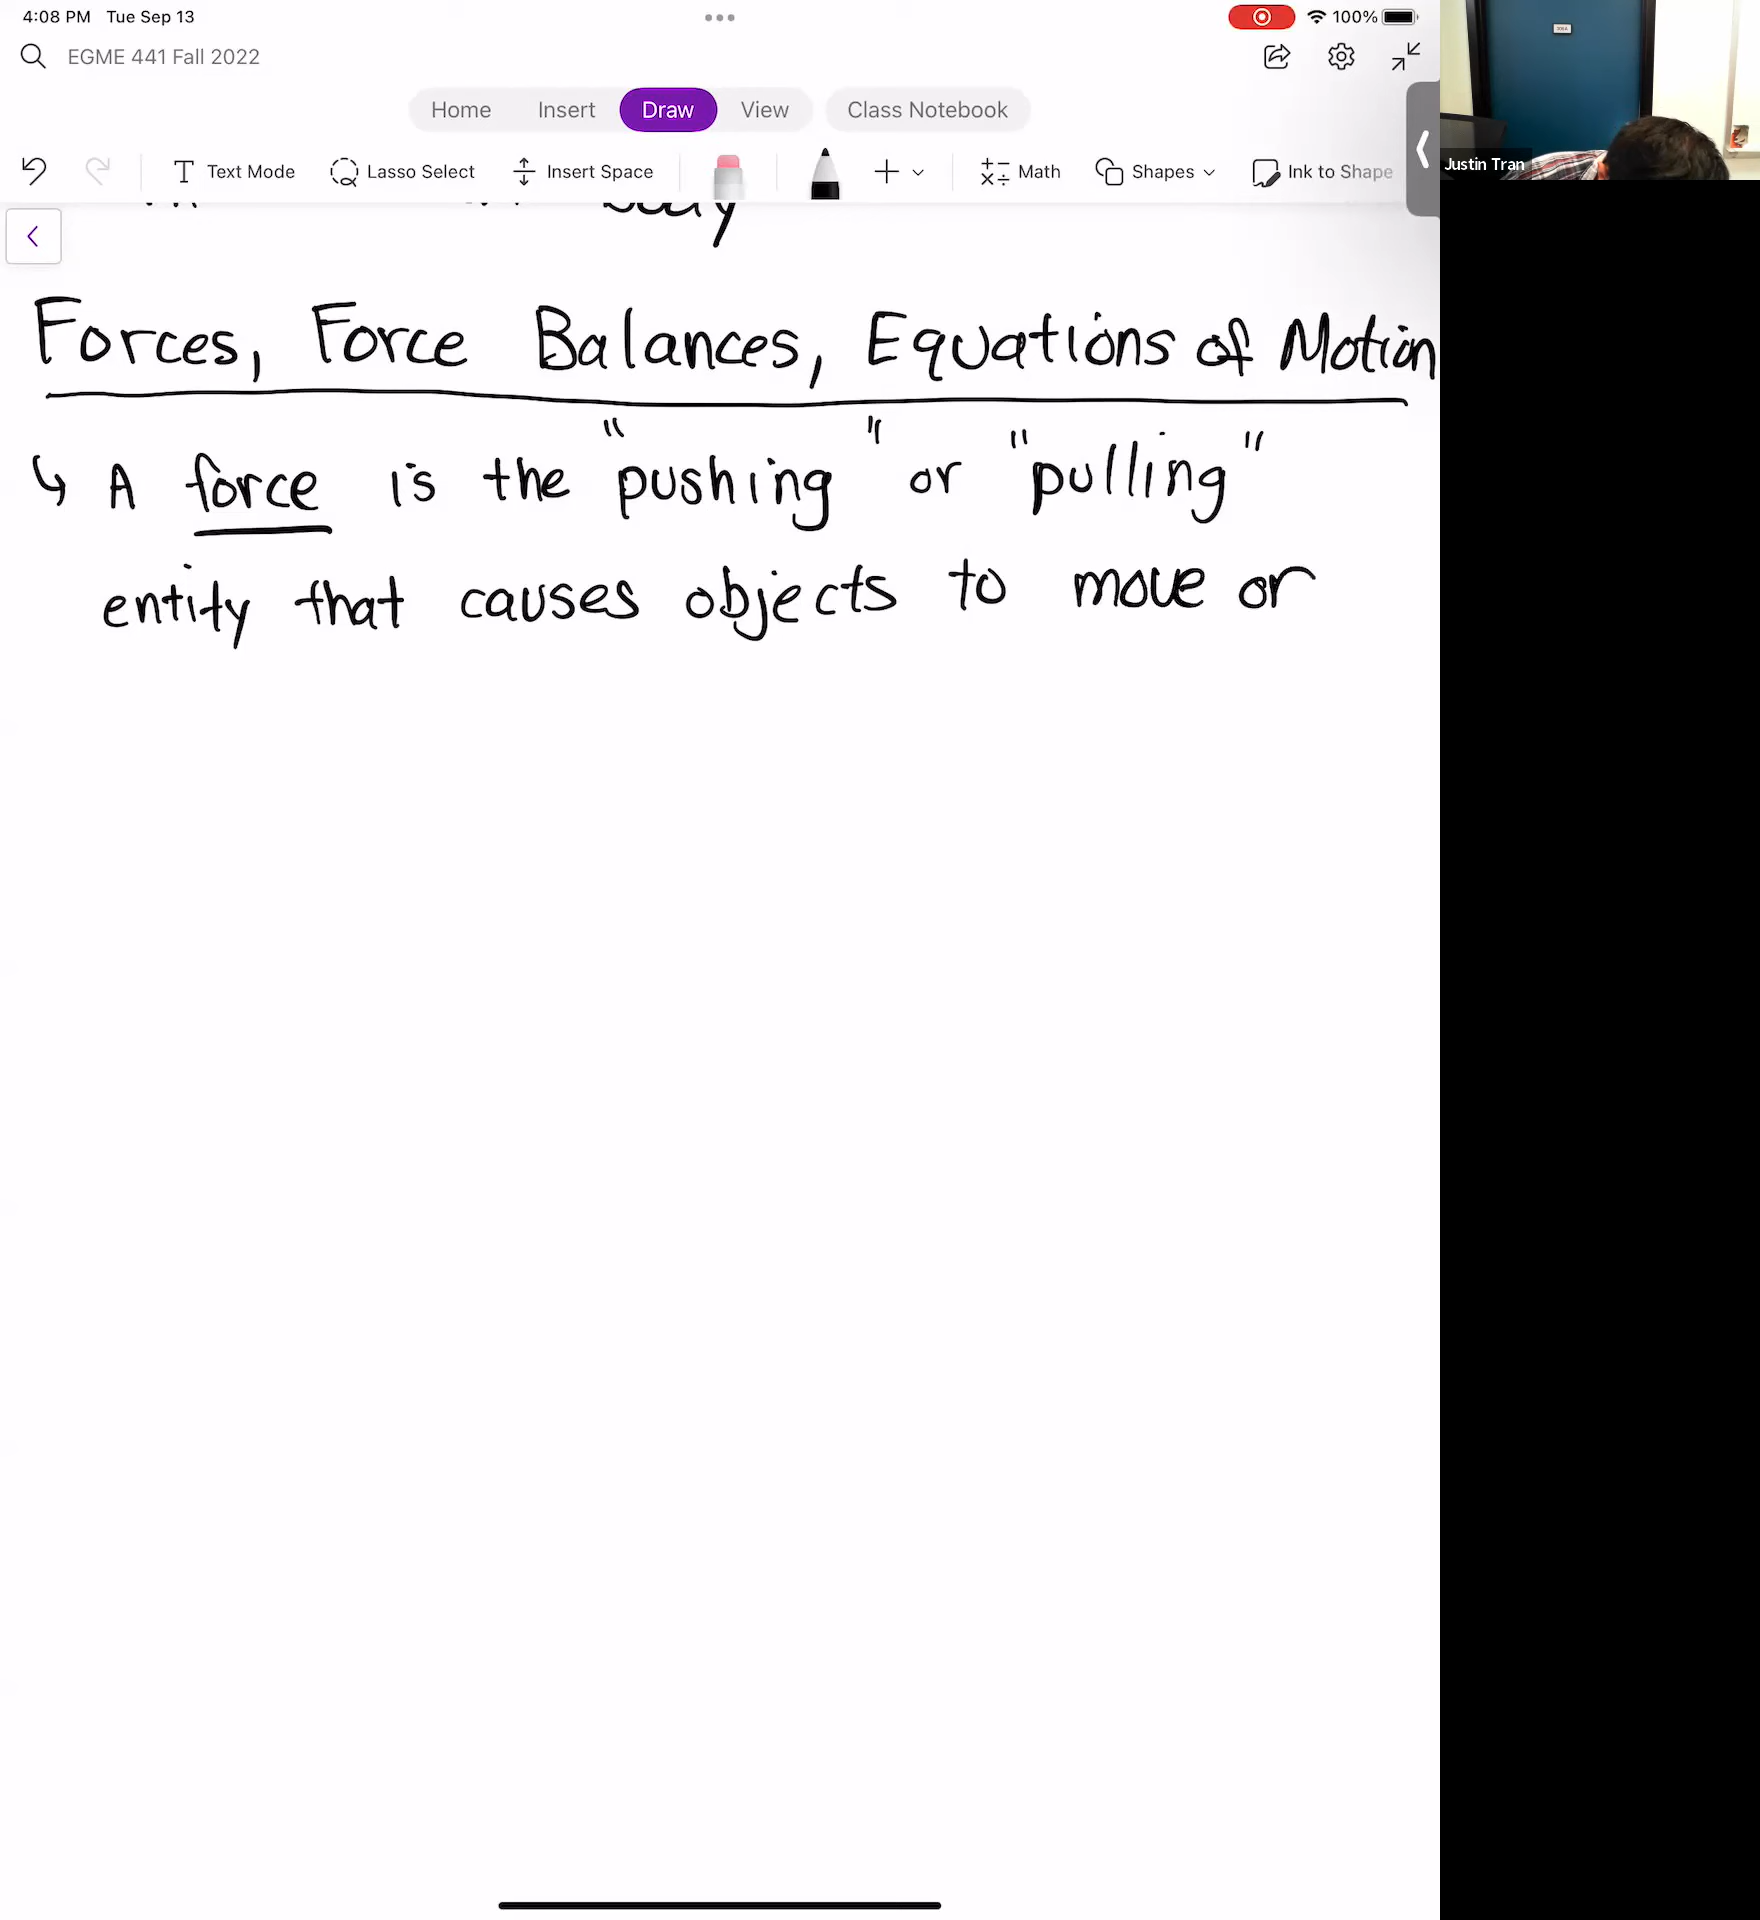 4:08 PM Tue Sep 13
100%
EGME 441 Fall 2022
Home Insert Draw View Class Notebook
Text Mode Lasso Select Insert Space Math Shapes Ink to Shape
Justin Tran
body
Forces, Force Balances, Equations of Motion
↳ A force is the "pushing" or "pulling"
entity that causes objects to move or